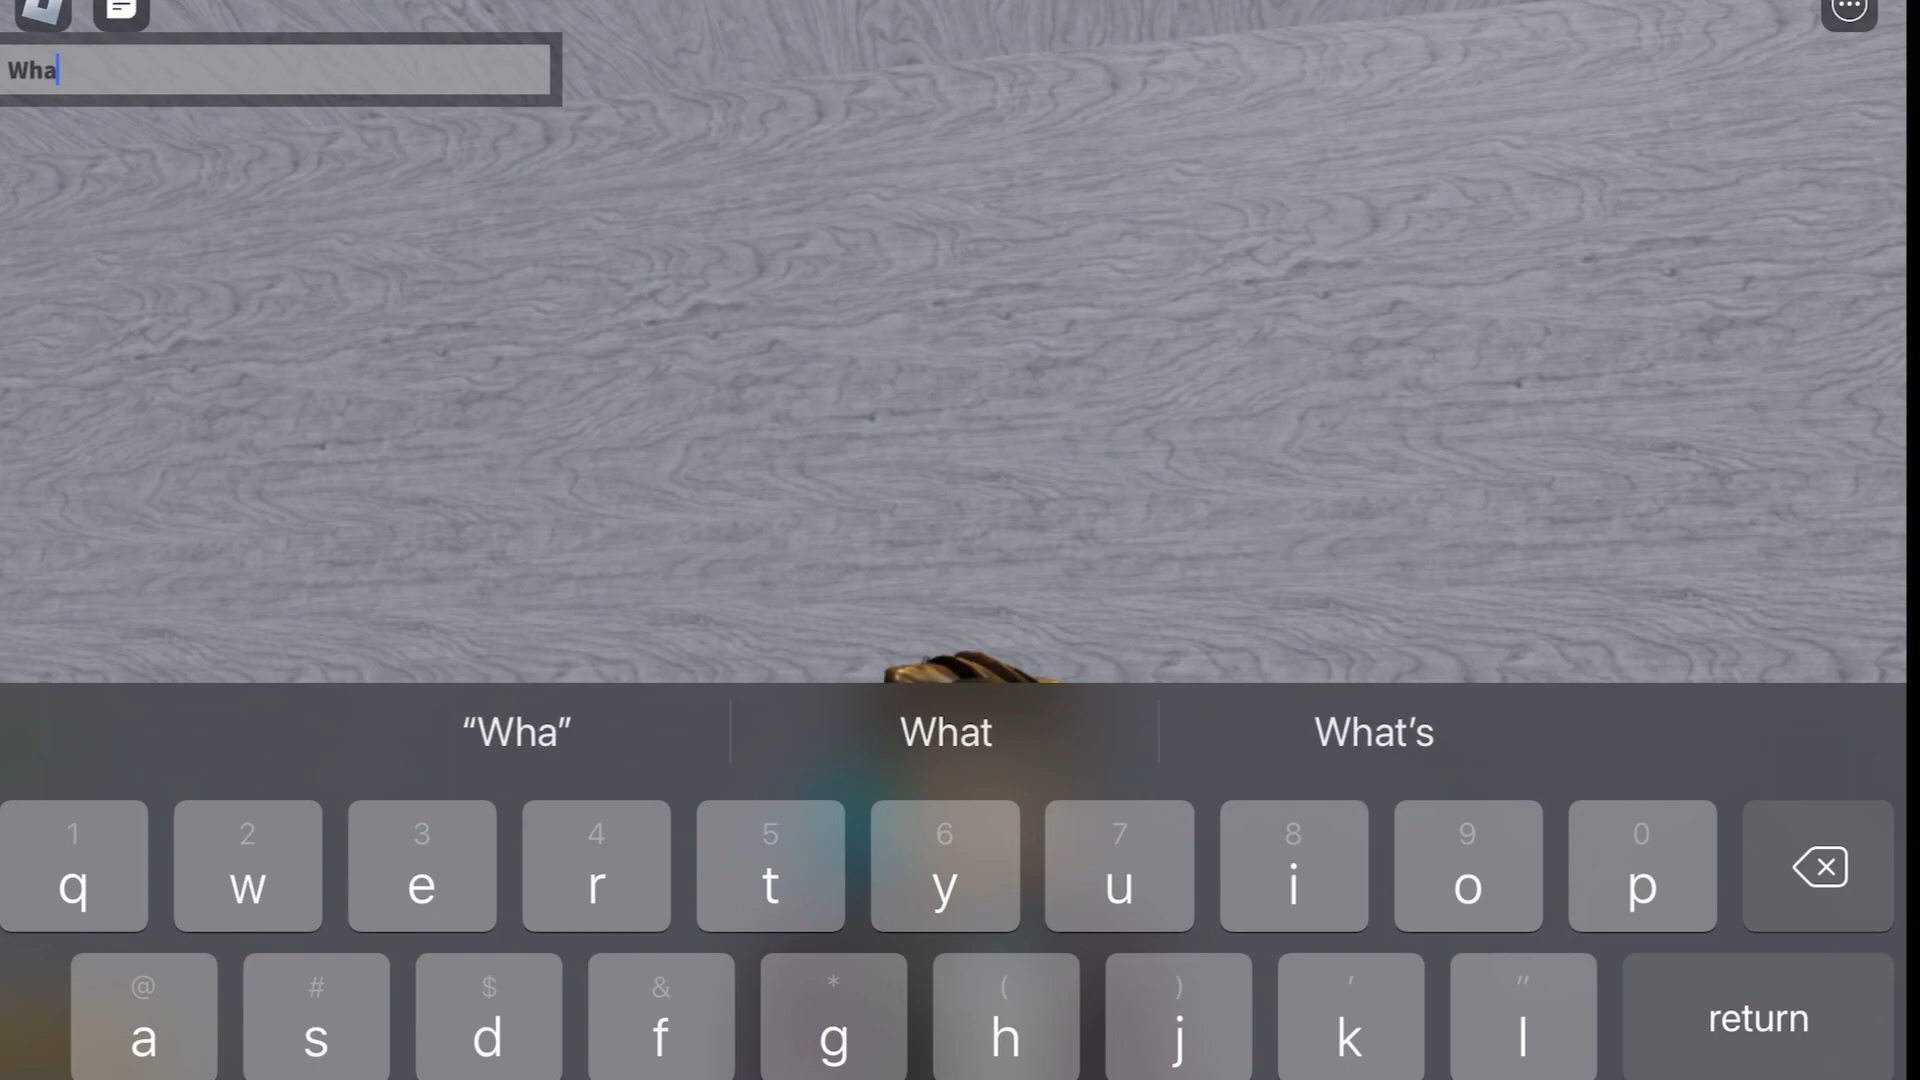 Wha
“Wha” What What’s
1 2 3 4 5 6 7 8 9 0
q w e r t y u i o p
@ # $ & * ( ) ' "
a s d f g h j k l return